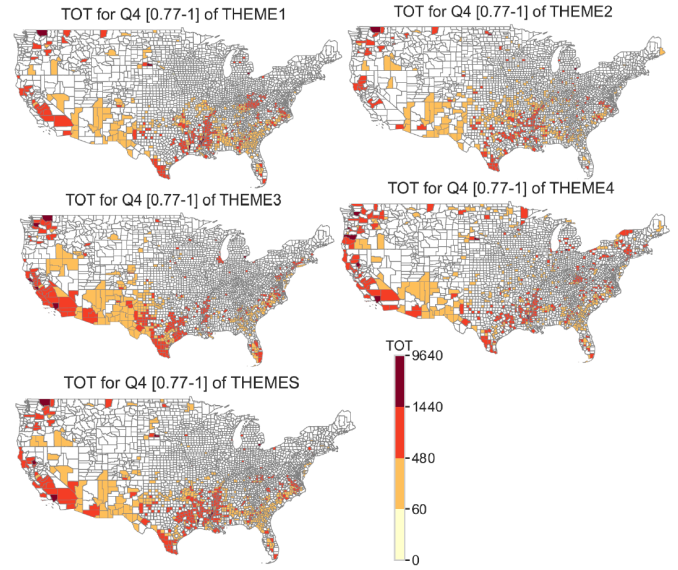 TOT for Q4 [0.77-1] of THEME1
TOT for Q4 [0.77-1] of THEME2
TOT for Q4 [0.77-1] of THEME3
TOT for Q4 [0.77-1] of THEME4
TOT for Q4 [0.77-1] of THEMES
TOT
9640
1440
480
60
0